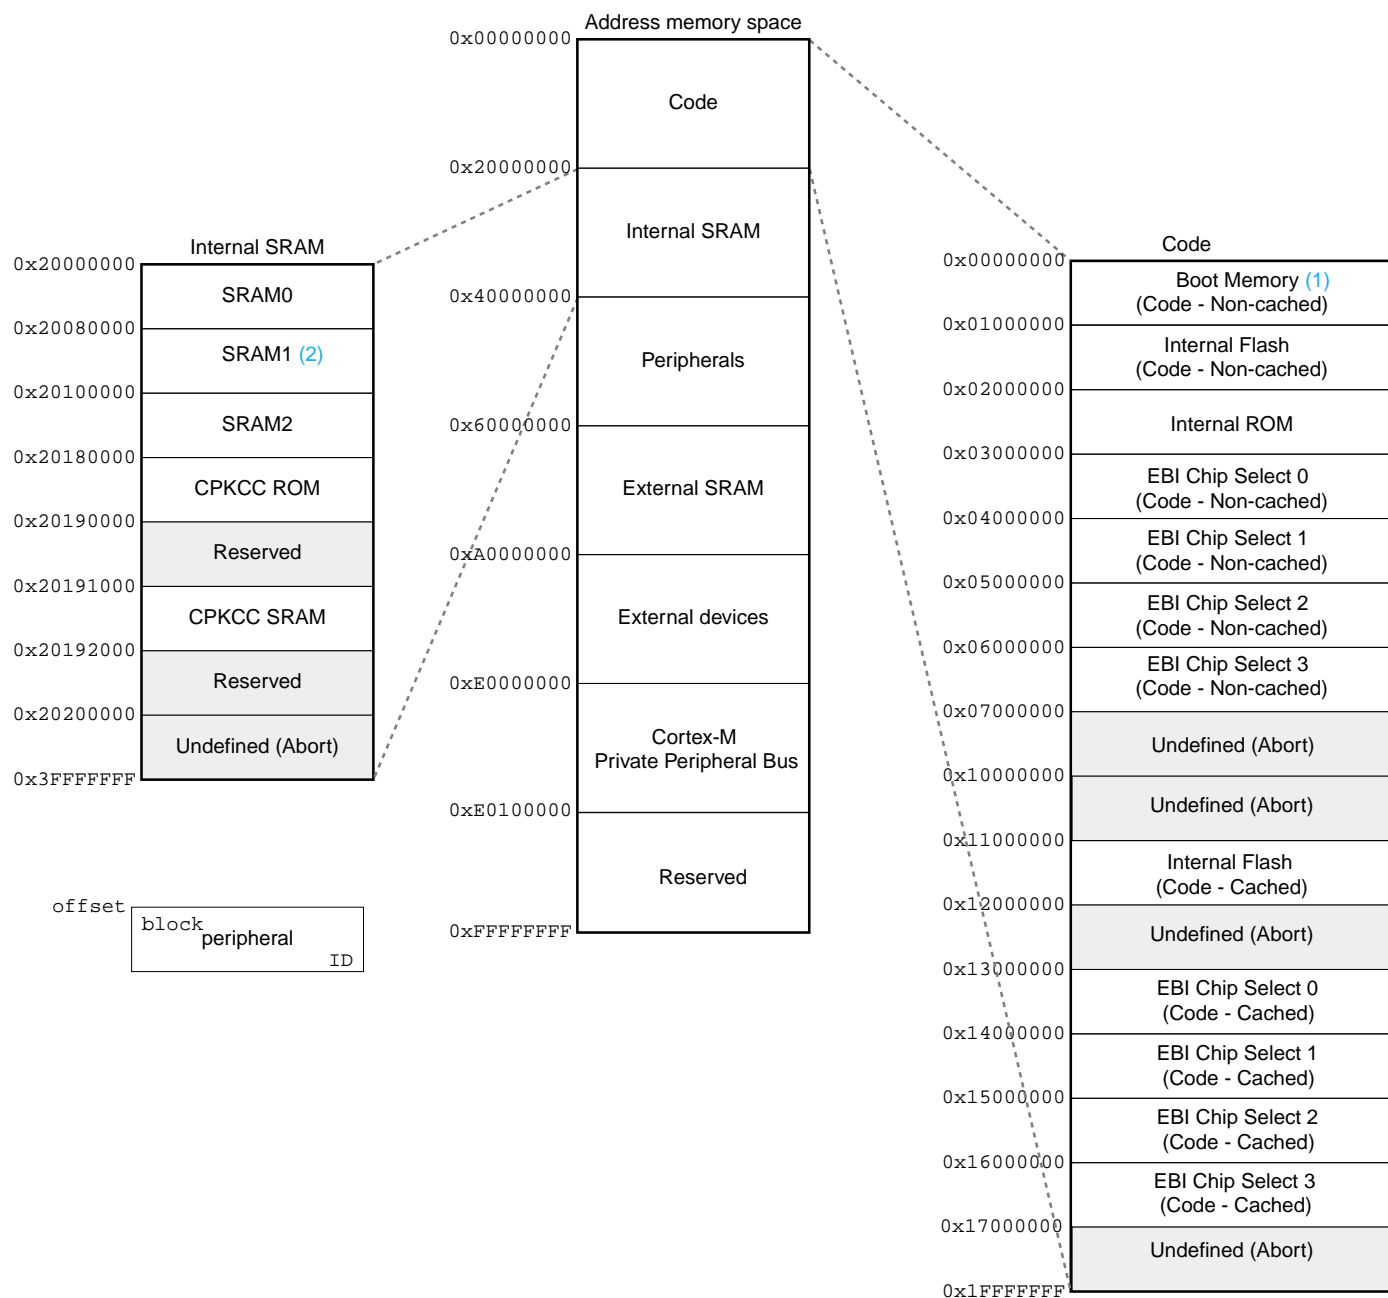 Address memory space
0x00000000
Code
0x20000000
Internal SRAM
0x40000000
Peripherals
0x60000000
External SRAM
0xA0000000
External devices
0xE0000000
Cortex-M
Private Peripheral Bus
0xE0100000
Reserved
0xFFFFFFFF
Internal SRAM
0x20000000
SRAM0
0x20080000
SRAM1 (2)
0x20100000
SRAM2
0x20180000
CPKCC ROM
0x20190000
Reserved
0x20191000
CPKCC SRAM
0x20192000
Reserved
0x20200000
Undefined (Abort)
0x3FFFFFFF
offset
block
peripheral
ID
Code
0x00000000
Boot Memory (1)
(Code - Non-cached)
0x01000000
Internal Flash
(Code - Non-cached)
0x02000000
Internal ROM
0x03000000
EBI Chip Select 0
(Code - Non-cached)
0x04000000
EBI Chip Select 1
(Code - Non-cached)
0x05000000
EBI Chip Select 2
(Code - Non-cached)
0x06000000
EBI Chip Select 3
(Code - Non-cached)
0x07000000
Undefined (Abort)
0x10000000
Undefined (Abort)
0x11000000
Internal Flash
(Code - Cached)
0x12000000
Undefined (Abort)
0x13000000
EBI Chip Select 0
(Code - Cached)
0x14000000
EBI Chip Select 1
(Code - Cached)
0x15000000
EBI Chip Select 2
(Code - Cached)
0x16000000
EBI Chip Select 3
(Code - Cached)
0x17000000
Undefined (Abort)
0x1FFFFFFF